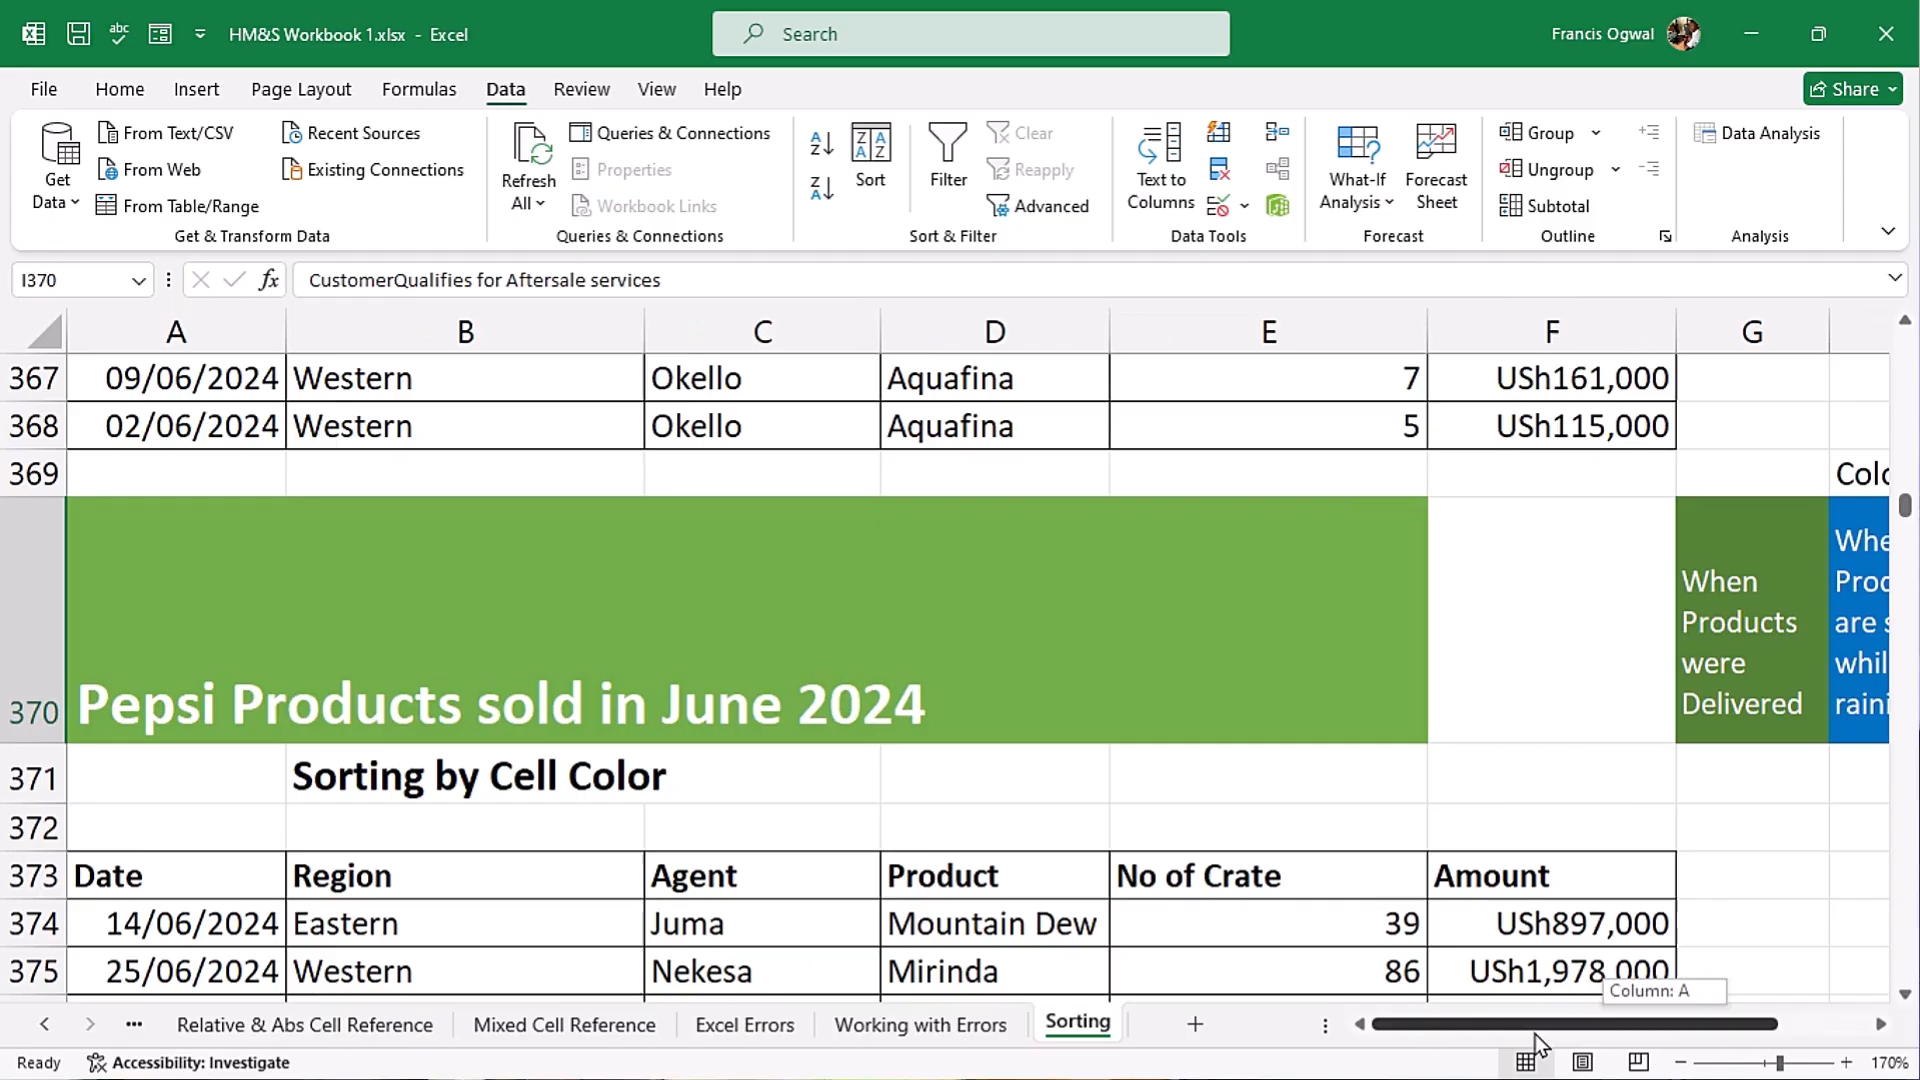 abc
HM&S Workbook 1.xlsx - Excel
Search
Francis Ogwal
File Home Insert Page Layout Formulas Data Review View Help
Share
Get Data
From Text/CSV
From Web
From Table/Range
Recent Sources
Existing Connections
Get & Transform Data
Refresh All
Queries & Connections
Properties
Workbook Links
Queries & Connections
Sort
Filter
Clear
Reapply
Advanced
Sort & Filter
Text to Columns
Data Tools
What-If Analysis
Forecast Sheet
Forecast
Group
Ungroup
Subtotal
Outline
Data Analysis
Analysis
I370 fx CustomerQualifies for Aftersale services
A B C D E F G
367 09/06/2024 Western Okello Aquafina 7 USh161,000
368 02/06/2024 Western Okello Aquafina 5 USh115,000
369 Colo
370 Pepsi Products sold in June 2024
When
Products
were
Delivered
Whe
Proc
are s
whil
raini
371 Sorting by Cell Color
372
373 Date Region Agent Product No of Crate Amount
374 14/06/2024 Eastern Juma Mountain Dew 39 USh897,000
375 25/06/2024 Western Nekesa Mirinda 86 USh1,978,000
Column: A
Relative & Abs Cell Reference Mixed Cell Reference Excel Errors Working with Errors Sorting
Ready Accessibility: Investigate 170%